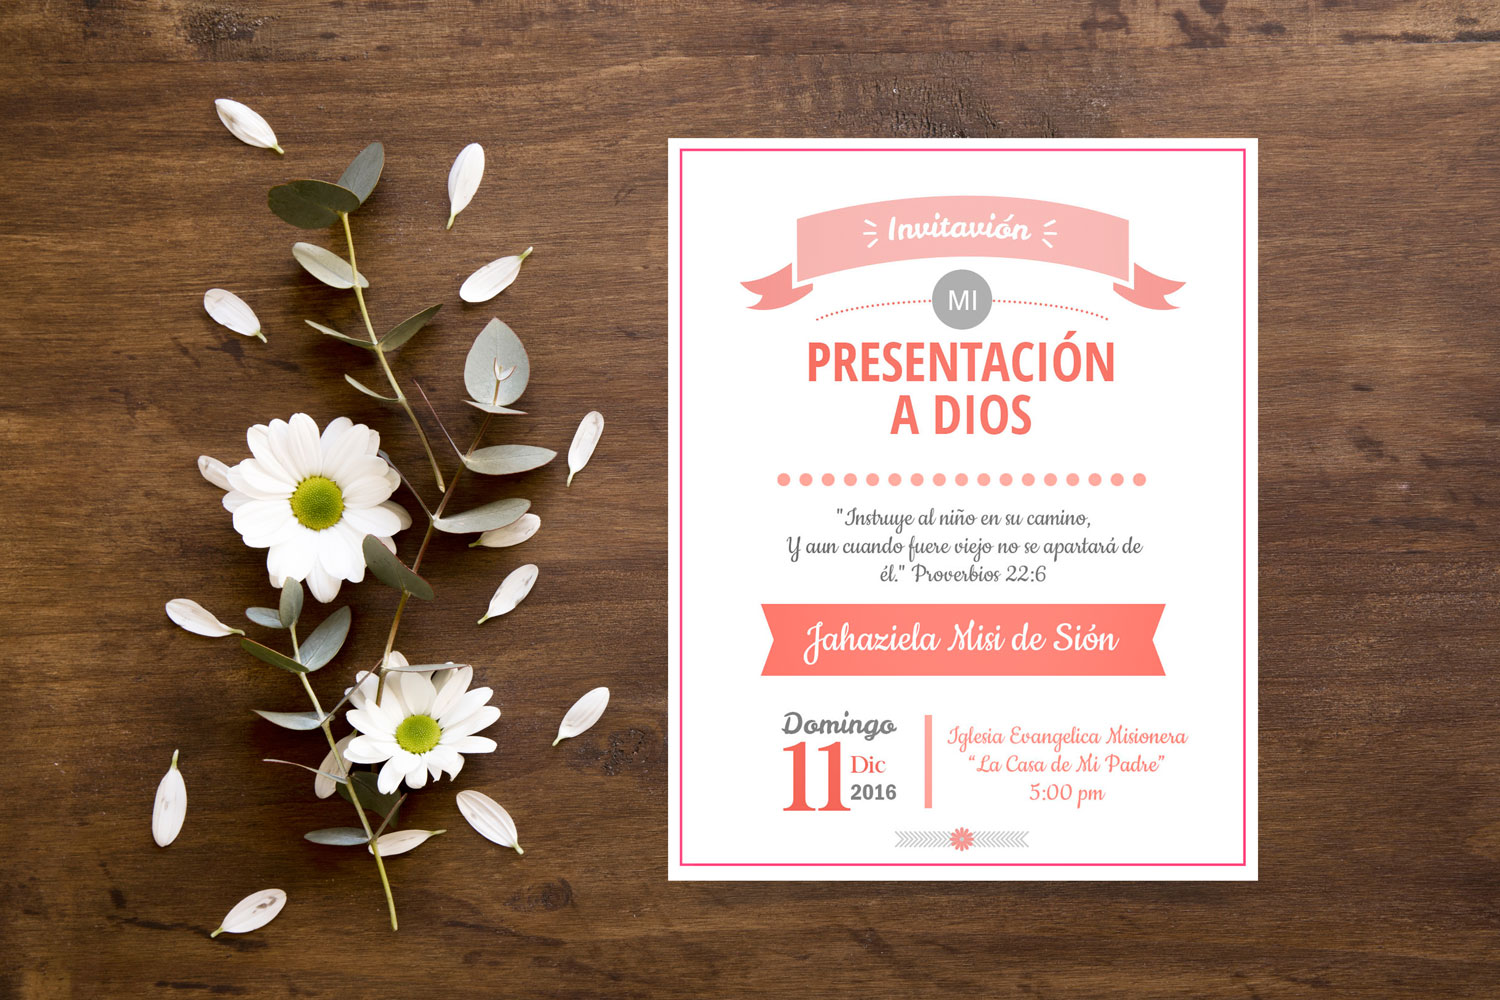 Invitavión
MI
PRESENTACIÓN
A DIOS
"Instruye al niño en su camino,
Y aun cuando fuere viejo no se apartará de
él." Proverbios 22:6
Jahaziela Misi de Sión
Domingo
11 Dic
2016
Iglesia Evangelica Misionera
“La Casa de Mi Padre”
5:00 pm